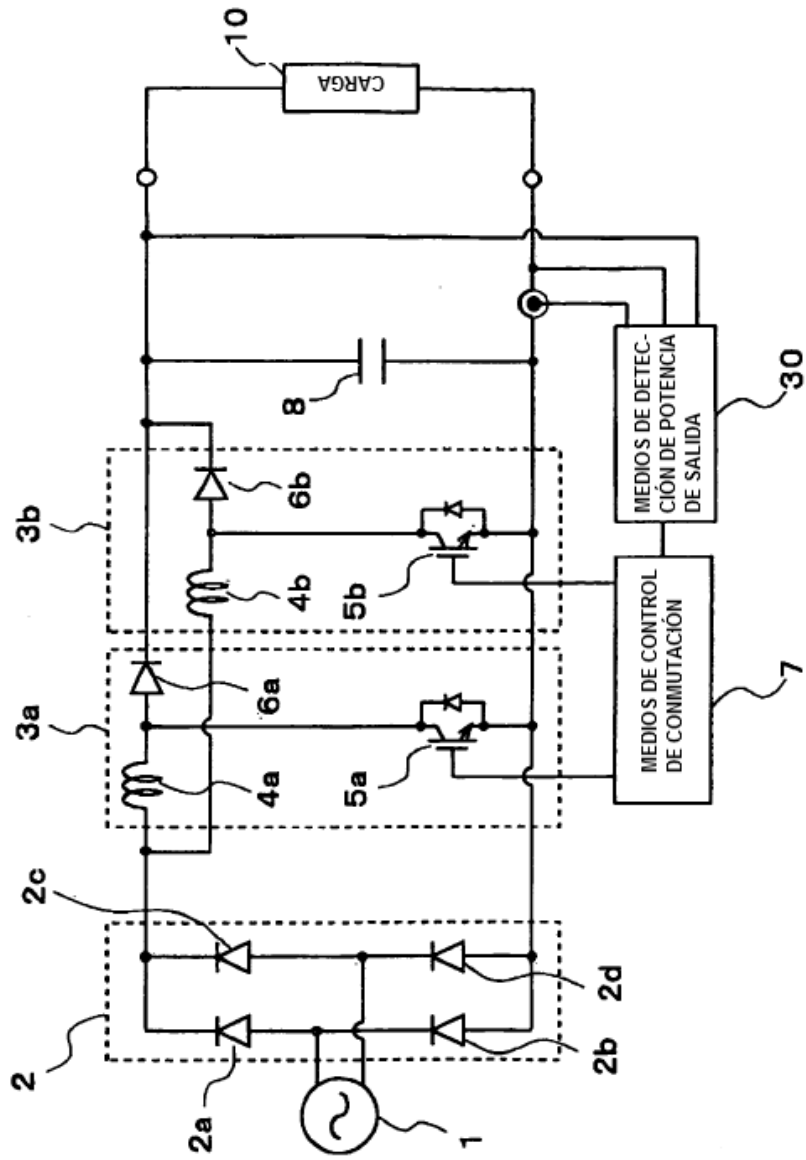 10
CARGA
3b
3a
2c
2
6b
6a
4b
4a
8
5b
5a
2a
2d
2b
1
MEDIOS DE DETEC-
CIÓN DE POTENCIA
DE SALIDA
30
MEDIOS DE CONTROL
DE CONMUTACIÓN
7